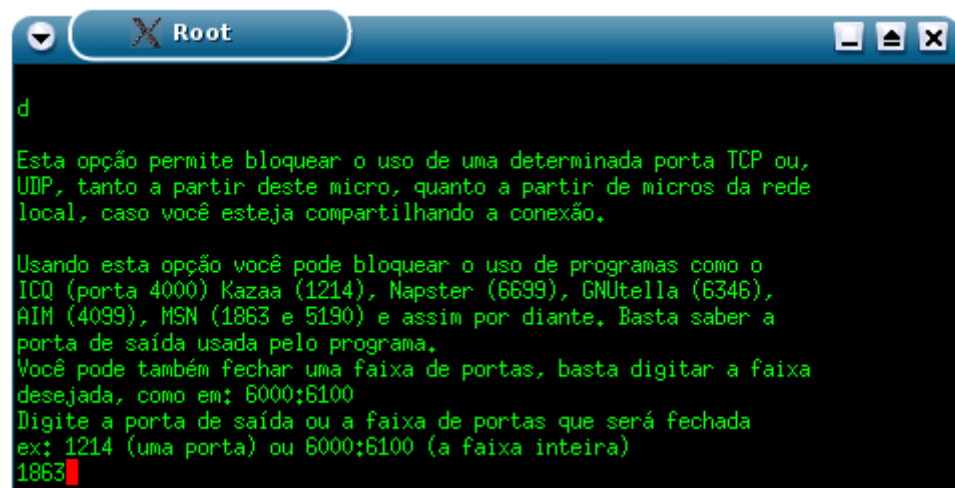 Root
d
Esta opção permite bloquear o uso de uma determinada porta TCP ou,
UDP, tanto a partir deste micro, quanto a partir de micros da rede
local, caso você esteja compartilhando a conexão.
Usando esta opção você pode bloquear o uso de programas como o
ICQ (porta 4000) Kazaa (1214), Napster (6699), GNUtella (6346),
AIM (4099), MSN (1863 e 5190) e assim por diante. Basta saber a
porta de saída usada pelo programa.
Você pode também fechar uma faixa de portas, basta digitar a faixa
desejada, como em: 6000:6100
Digite a porta de saída ou a faixa de portas que será fechada
ex: 1214 (uma porta) ou 6000:6100 (a faixa inteira)
1863